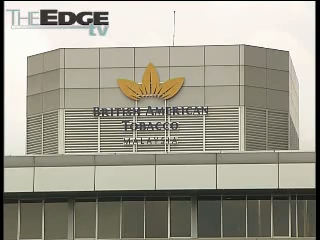 THE EDGE
tv
BRITISH AMERICAN
TOBACCO
MALAYSIA